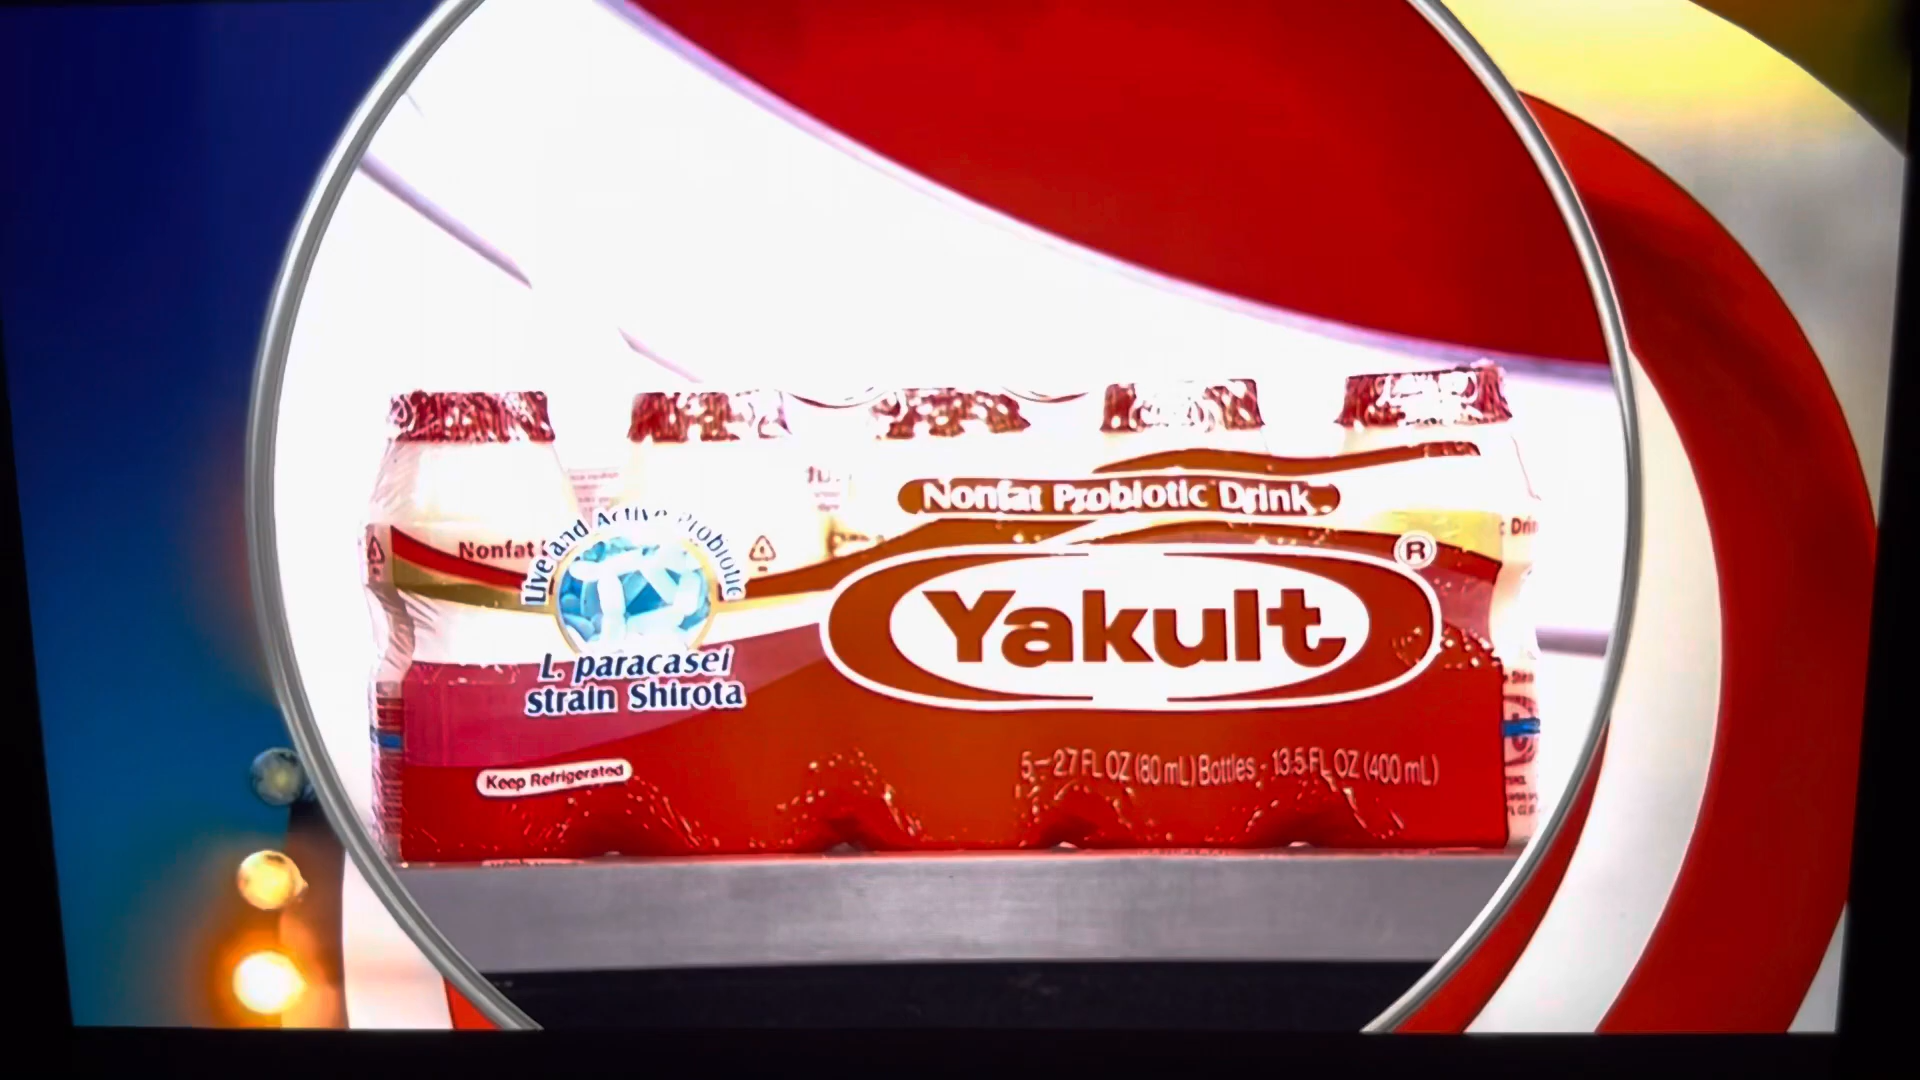 Nonfat Probiotic Drink
Nonfat
Live and Active Probiotic
Yakult
®
L. paracasei
strain Shirota
Keep Refrigerated
5-2.7 FL OZ (80 mL) Bottles - 13.5 FL OZ (400 mL)